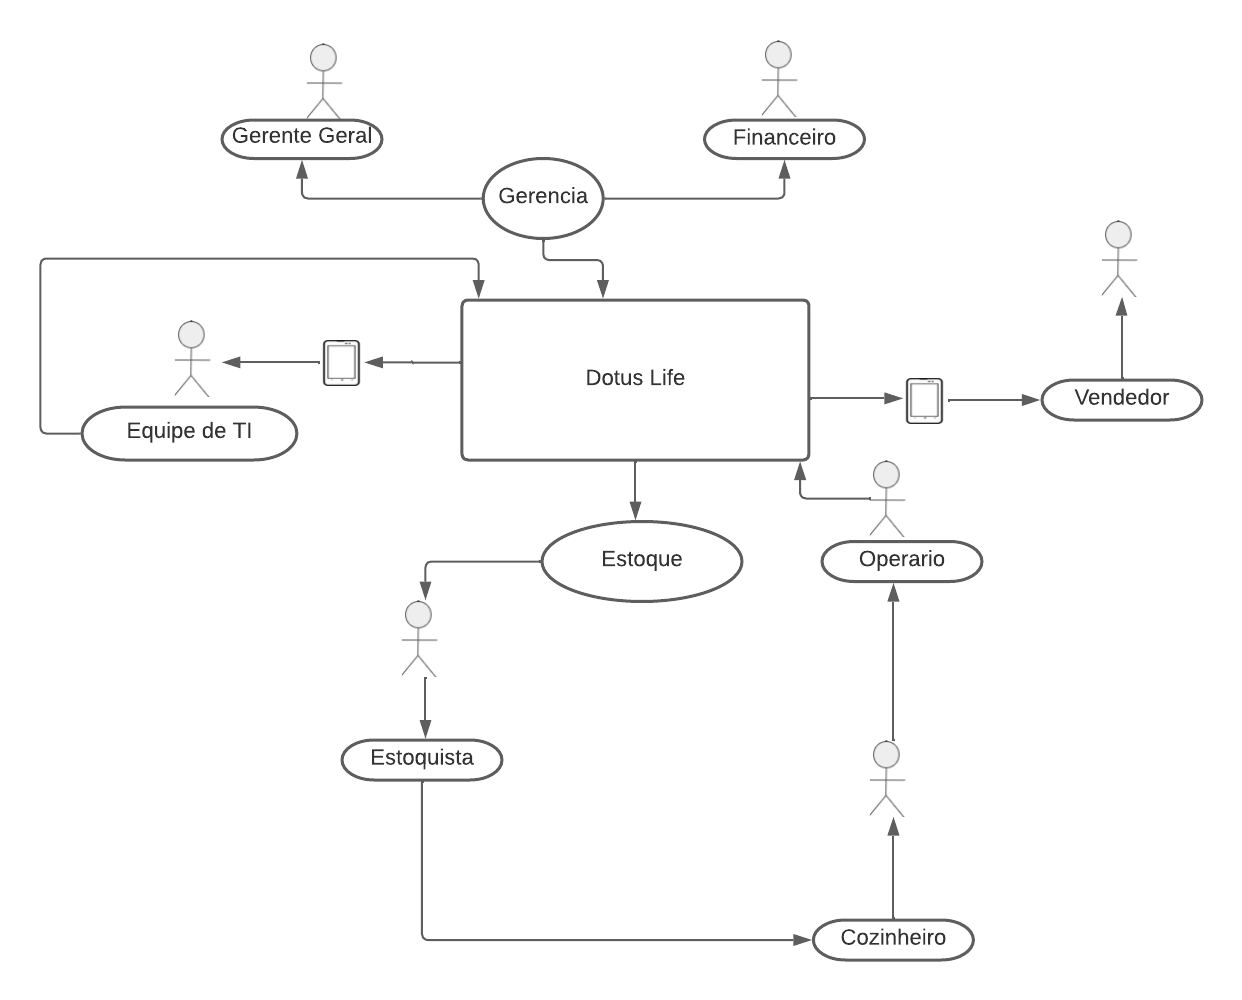 Gerente Geral
Financeiro
Gerencia
Dotus Life
Vendedor
Equipe de TI
Estoque
Operario
Estoquista
Cozinheiro